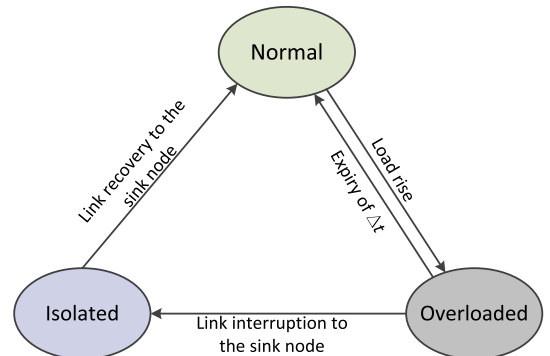 Normal
Link recovery to the
sink node
Load rise
Expiry of Δt
Isolated
Overloaded
Link interruption to
the sink node